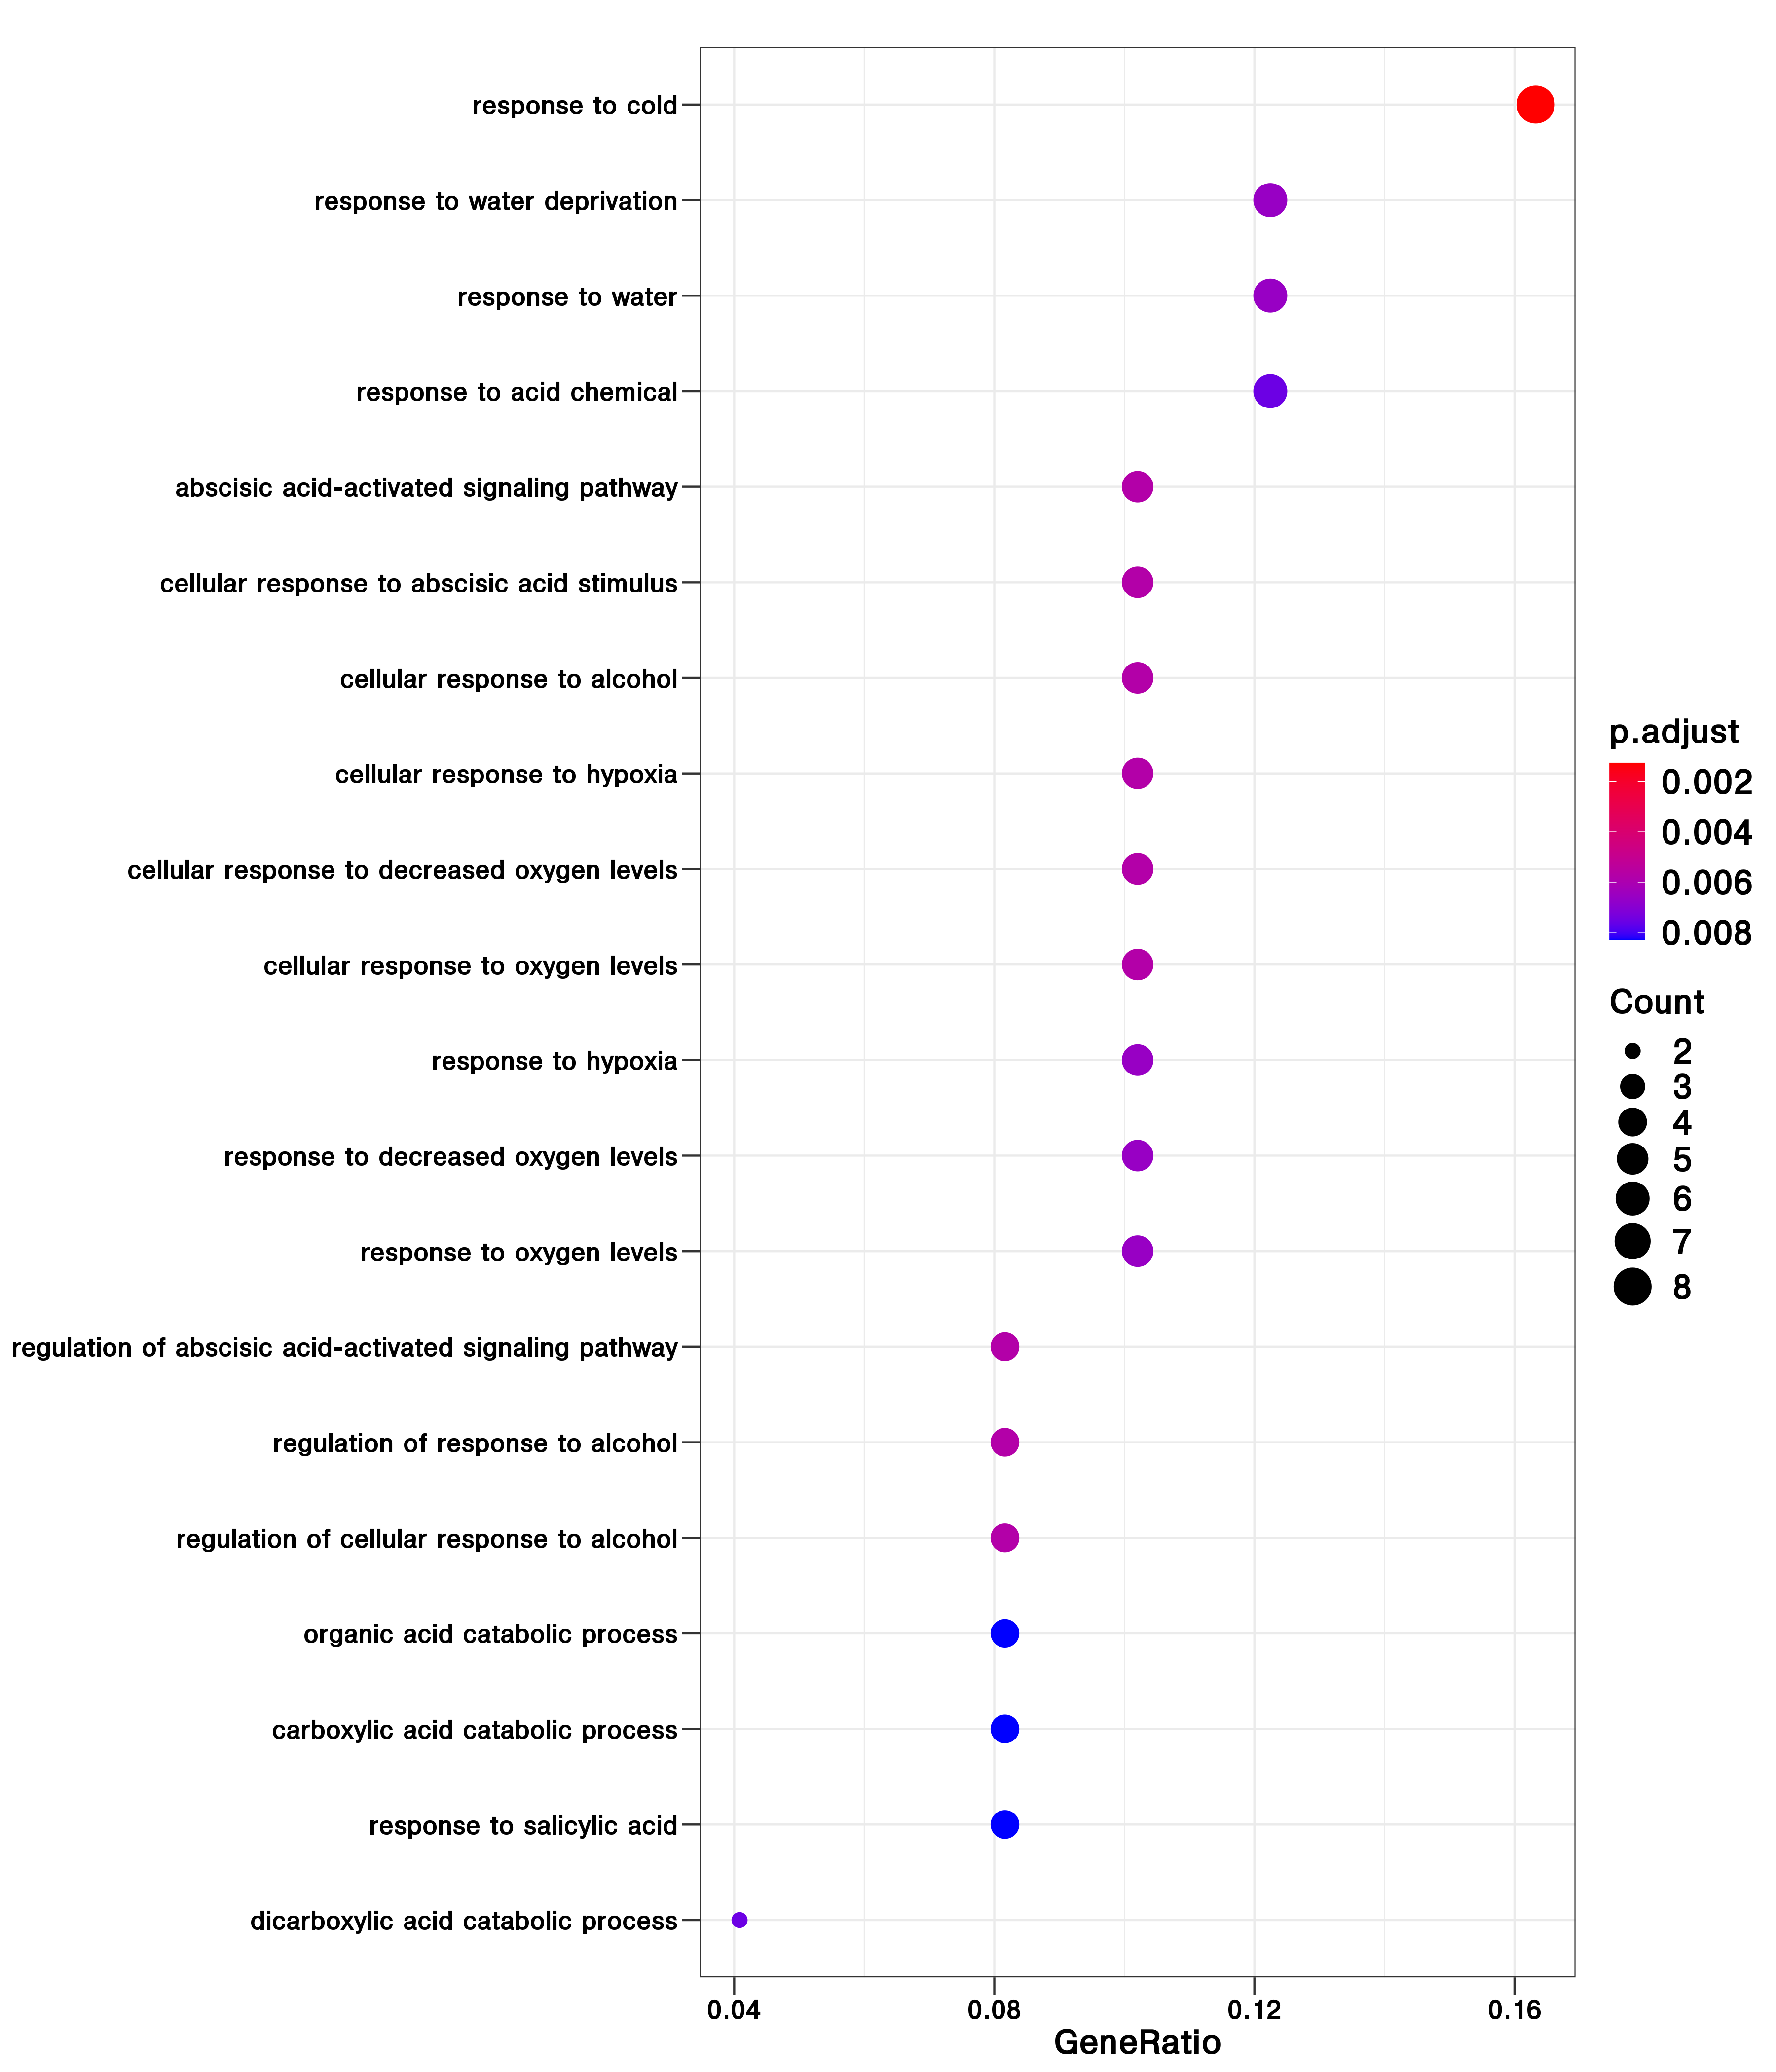 response to cold
response to water deprivation
response to water
response to acid chemical
abscisic acid-activated signaling pathway
cellular response to abscisic acid stimulus
cellular response to alcohol
cellular response to hypoxia
cellular response to decreased oxygen levels
cellular response to oxygen levels
response to hypoxia
response to decreased oxygen levels
response to oxygen levels
regulation of abscisic acid-activated signaling pathway
regulation of response to alcohol
regulation of cellular response to alcohol
organic acid catabolic process
carboxylic acid catabolic process
response to salicylic acid
dicarboxylic acid catabolic process
0.04 0.08 0.12 0.16
GeneRatio
p.adjust
0.002
0.004
0.006
0.008
Count
2
3
4
5
6
7
8